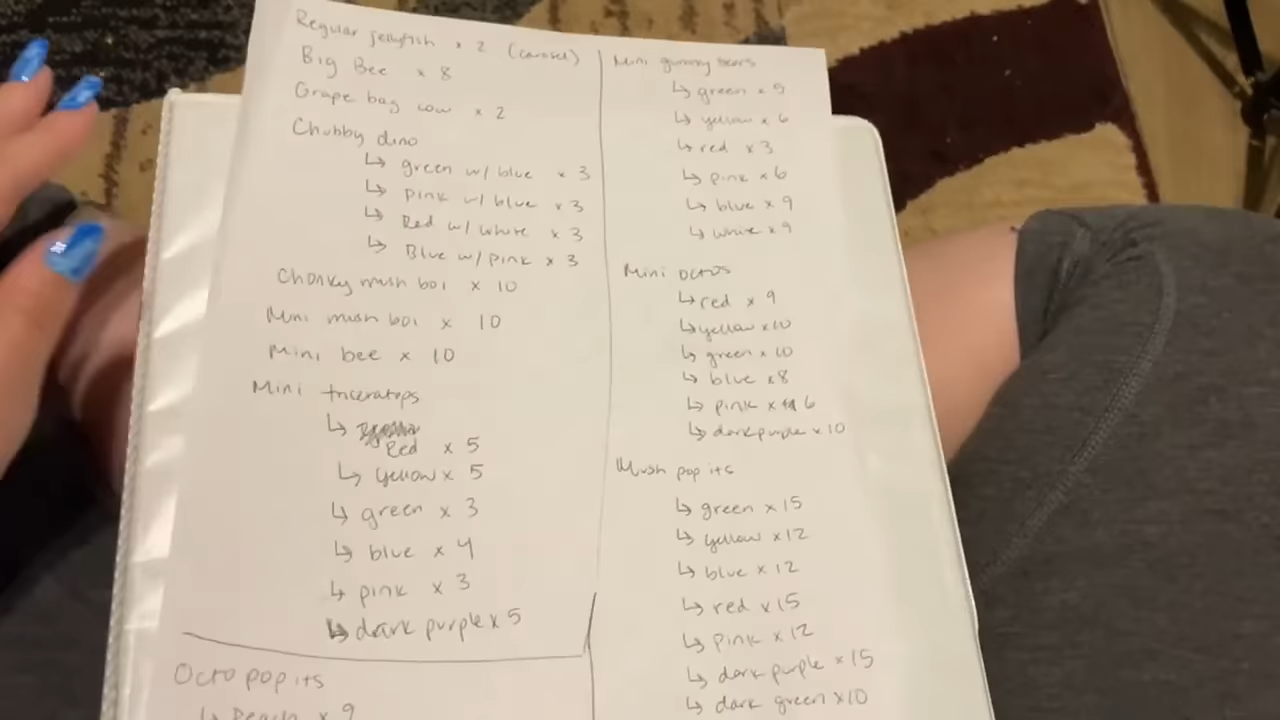 Regular jellyfish x 2 (carousel)
Big Bee x 8
Grape bag cow x 2
Chubby dino
↳ green w/ blue x 3
↳ pink w/ blue x 3
↳ Red w/ white x 3
↳ Blue w/ pink x 3
Chonky mush boi x 10
Mini mush boi x 10
Mini bee x 10
Mini triceratops
↳ Red x 5
↳ yellow x 5
↳ green x 3
↳ blue x 4
↳ pink x 3
↳ dark purple x 5
Octo pop its
↳ Peach x 9
Mini gummy bears
↳ green x 9
↳ yellow x 6
↳ red x 3
↳ pink x 6
↳ blue x 9
↳ white x 9
Mini octos
↳ red x 9
↳ yellow x 10
↳ green x 10
↳ blue x 8
↳ pink x 6
↳ dark purple x 10
Mush pop its
↳ green x 15
↳ yellow x 12
↳ blue x 12
↳ red x 15
↳ pink x 12
↳ dark purple x 15
↳ dark green x 10